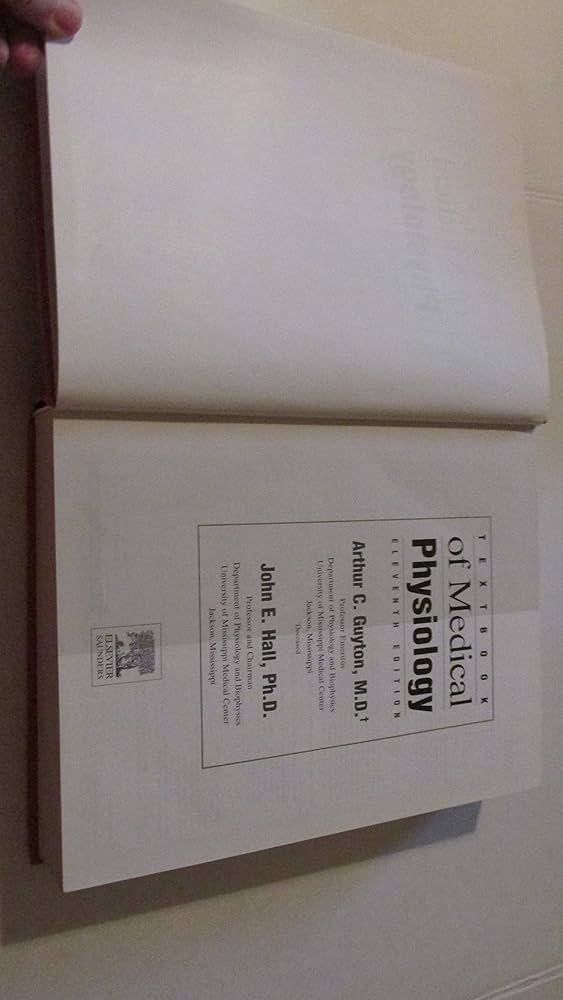 TEXTBOOK
of Medical
Physiology
ELEVENTH EDITION
Arthur C. Guyton, M.D.†
Professor Emeritus
Department of Physiology and Biophysics
University of Mississippi Medical Center
Jackson, Mississippi
Deceased
John E. Hall, Ph.D.
Professor and Chairman
Department of Physiology and Biophysics
University of Mississippi Medical Center
Jackson, Mississippi
ELSEVIER
SAUNDERS